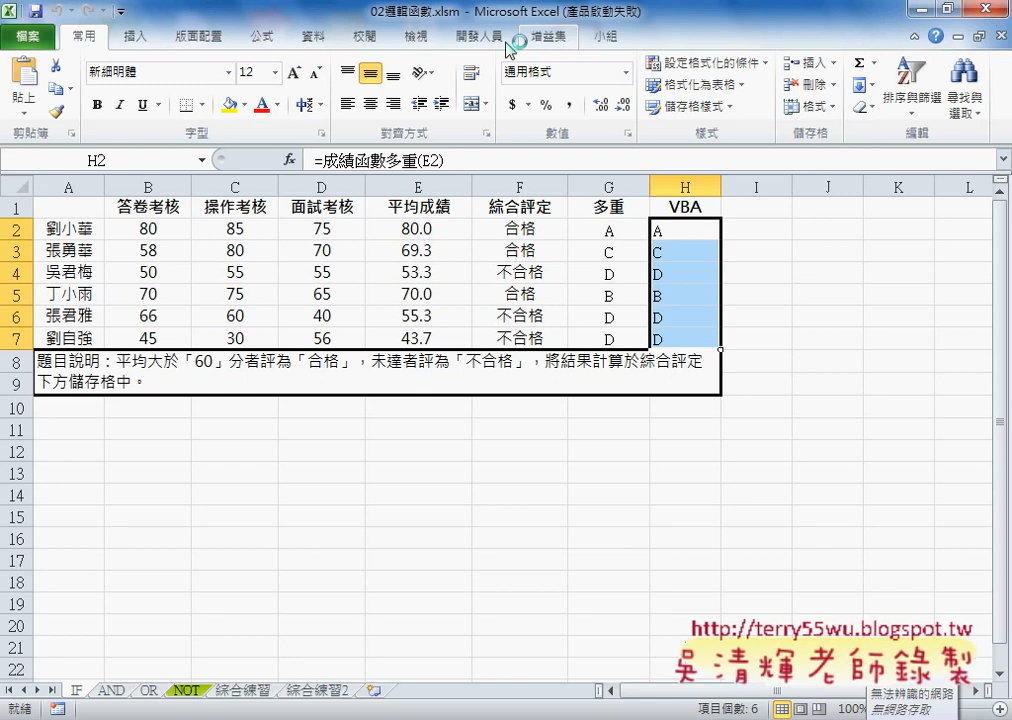 02邏輯函數.xlsm - Microsoft Excel (產品啟動失敗)
檔案 常用 插入 版面配置 公式 資料 校閱 檢視 開發人員 增益集 小組
貼上 新細明體 12 通用格式 設定格式化的條件 格式化為表格 儲存格樣式 插入 刪除 格式 排序與篩選 尋找與選取
剪貼簿 字型 對齊方式 數值 樣式 儲存格 編輯
H2 fx =成績函數多重(E2)
A B C D E F G H I J K L
1 答卷考核 操作考核 面試考核 平均成績 綜合評定 多重 VBA
2 劉小華 80 85 75 80.0 合格 A A
3 張勇華 58 80 70 69.3 合格 C C
4 吳君梅 50 55 55 53.3 不合格 D D
5 丁小雨 70 75 65 70.0 合格 B B
6 張君雅 66 60 40 55.3 不合格 D D
7 劉自強 45 30 56 43.7 不合格 D D
8 題目說明：平均大於「60」分者評為「合格」，未達者評為「不合格」，將結果計算於綜合評定
9 下方儲存格中。
10
11
12
13
14
15
16
17
18
19
20
21
22
http://terry55wu.blogspot.tw
吳清輝老師錄製
IF AND OR NOT 綜合練習 綜合練習2
無法辨識的網路
無網路存取
就緒 項目個數: 6 100%